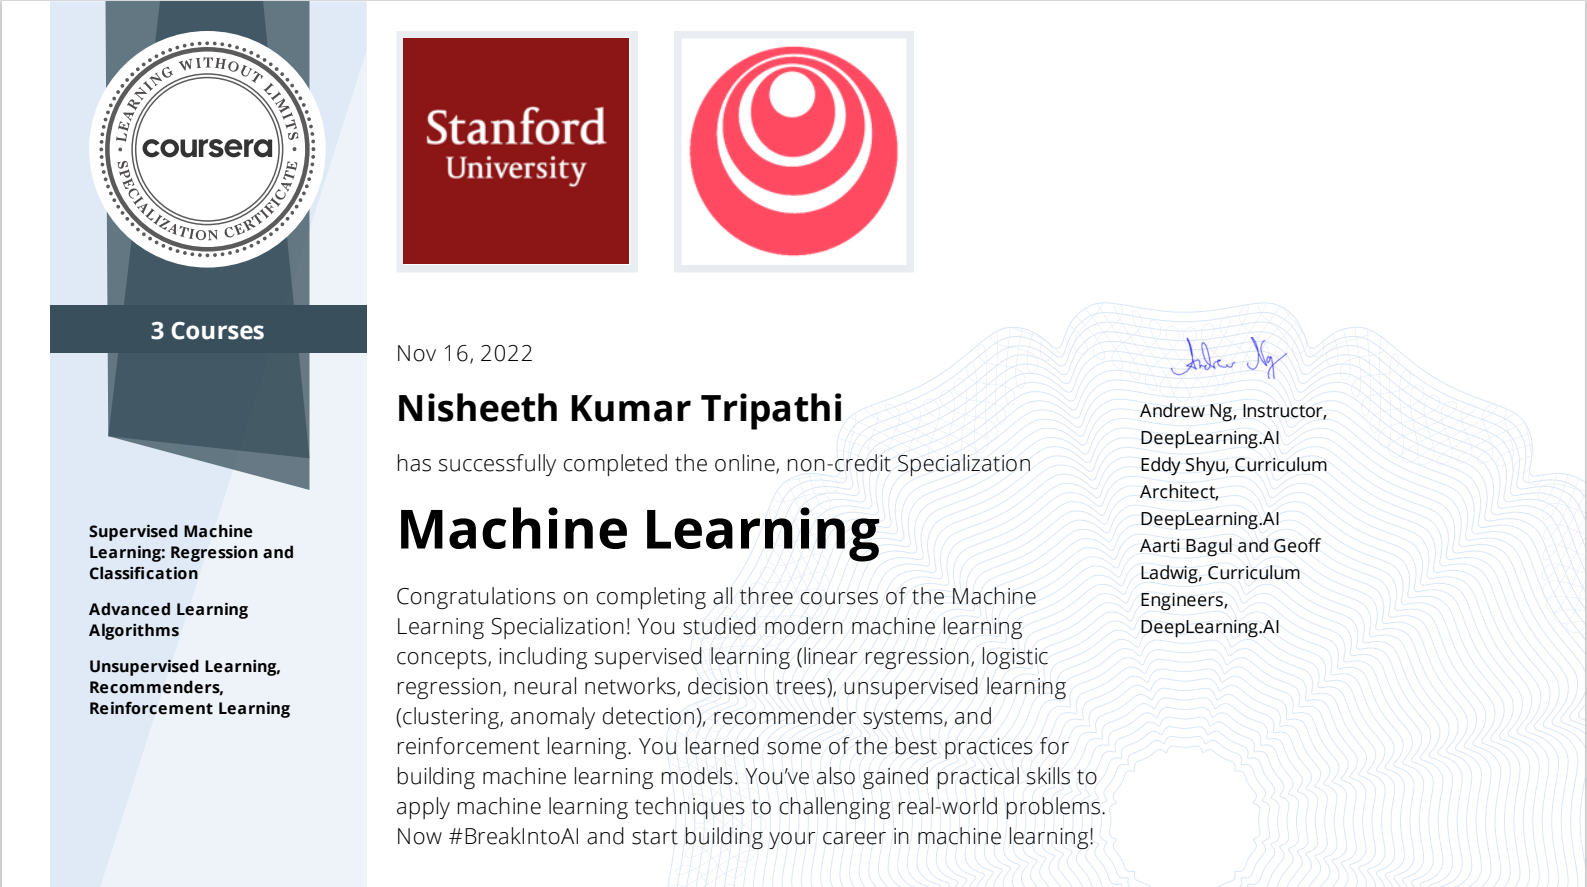 LEARNING WITHOUT LIMITS
coursera
SPECIALIZATION CERTIFICATE
3 Courses
Supervised Machine
Learning: Regression and
Classification
Advanced Learning
Algorithms
Unsupervised Learning,
Recommenders,
Reinforcement Learning
Stanford
University
Nov 16, 2022
Nisheeth Kumar Tripathi
has successfully completed the online, non-credit Specialization
Machine Learning
Congratulations on completing all three courses of the Machine
Learning Specialization! You studied modern machine learning
concepts, including supervised learning (linear regression, logistic
regression, neural networks, decision trees), unsupervised learning
(clustering, anomaly detection), recommender systems, and
reinforcement learning. You learned some of the best practices for
building machine learning models. You’ve also gained practical skills to
apply machine learning techniques to challenging real-world problems.
Now #BreakIntoAI and start building your career in machine learning!
Andrew Ng
Andrew Ng, Instructor,
DeepLearning.AI
Eddy Shyu, Curriculum
Architect,
DeepLearning.AI
Aarti Bagul and Geoff
Ladwig, Curriculum
Engineers,
DeepLearning.AI